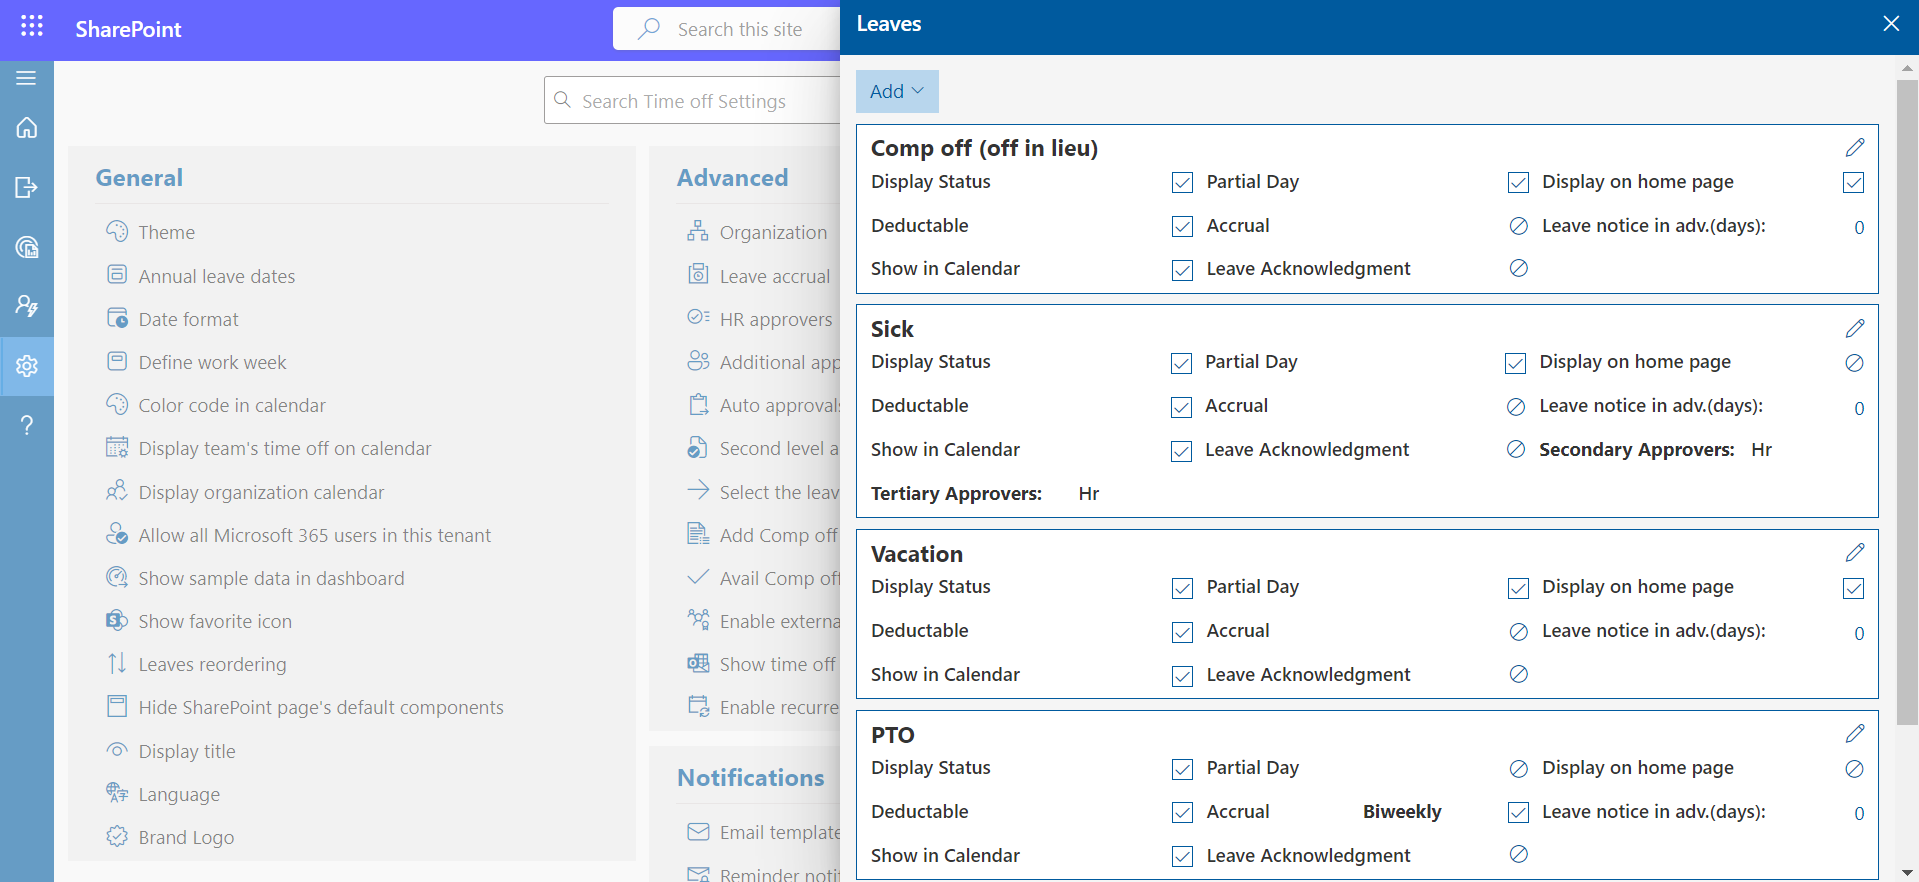 SharePoint
Search this site
Leaves
Search Time off Settings
Add
General
Theme
Annual leave dates
Date format
Define work week
Color code in calendar
Display team's time off on calendar
Display organization calendar
Allow all Microsoft 365 users in this tenant
Show sample data in dashboard
Show favorite icon
Leaves reordering
Hide SharePoint page's default components
Display title
Language
Brand Logo
Advanced
Organization
Leave accrual
HR approvers
Additional app
Auto approvals
Second level a
Select the leav
Add Comp off
Avail Comp off
Enable externa
Show time off
Enable recurre
Notifications
Email template
Reminder noti
Comp off (off in lieu)
Display Status Partial Day Display on home page
Deductable Accrual Leave notice in adv.(days): 0
Show in Calendar Leave Acknowledgment
Sick
Display Status Partial Day Display on home page
Deductable Accrual Leave notice in adv.(days): 0
Show in Calendar Leave Acknowledgment Secondary Approvers: Hr
Tertiary Approvers: Hr
Vacation
Display Status Partial Day Display on home page
Deductable Accrual Leave notice in adv.(days): 0
Show in Calendar Leave Acknowledgment
PTO
Display Status Partial Day Display on home page
Deductable Accrual Biweekly Leave notice in adv.(days): 0
Show in Calendar Leave Acknowledgment